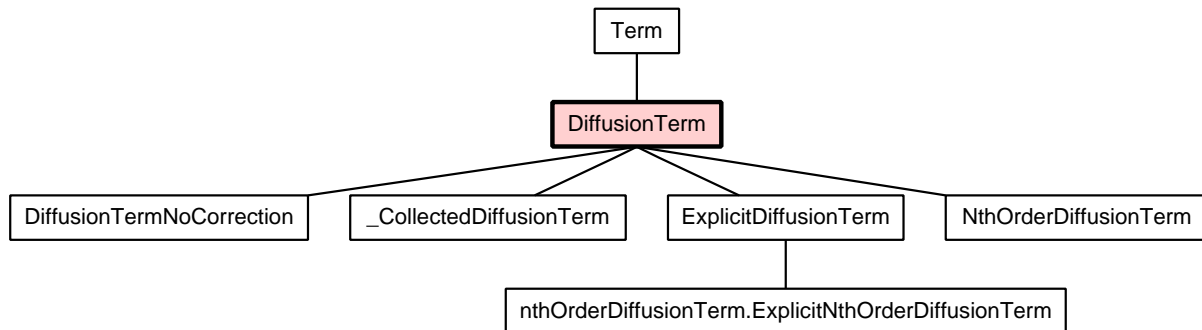 Term
DiffusionTerm
DiffusionTermNoCorrection
_CollectedDiffusionTerm
ExplicitDiffusionTerm
NthOrderDiffusionTerm
nthOrderDiffusionTerm.ExplicitNthOrderDiffusionTerm